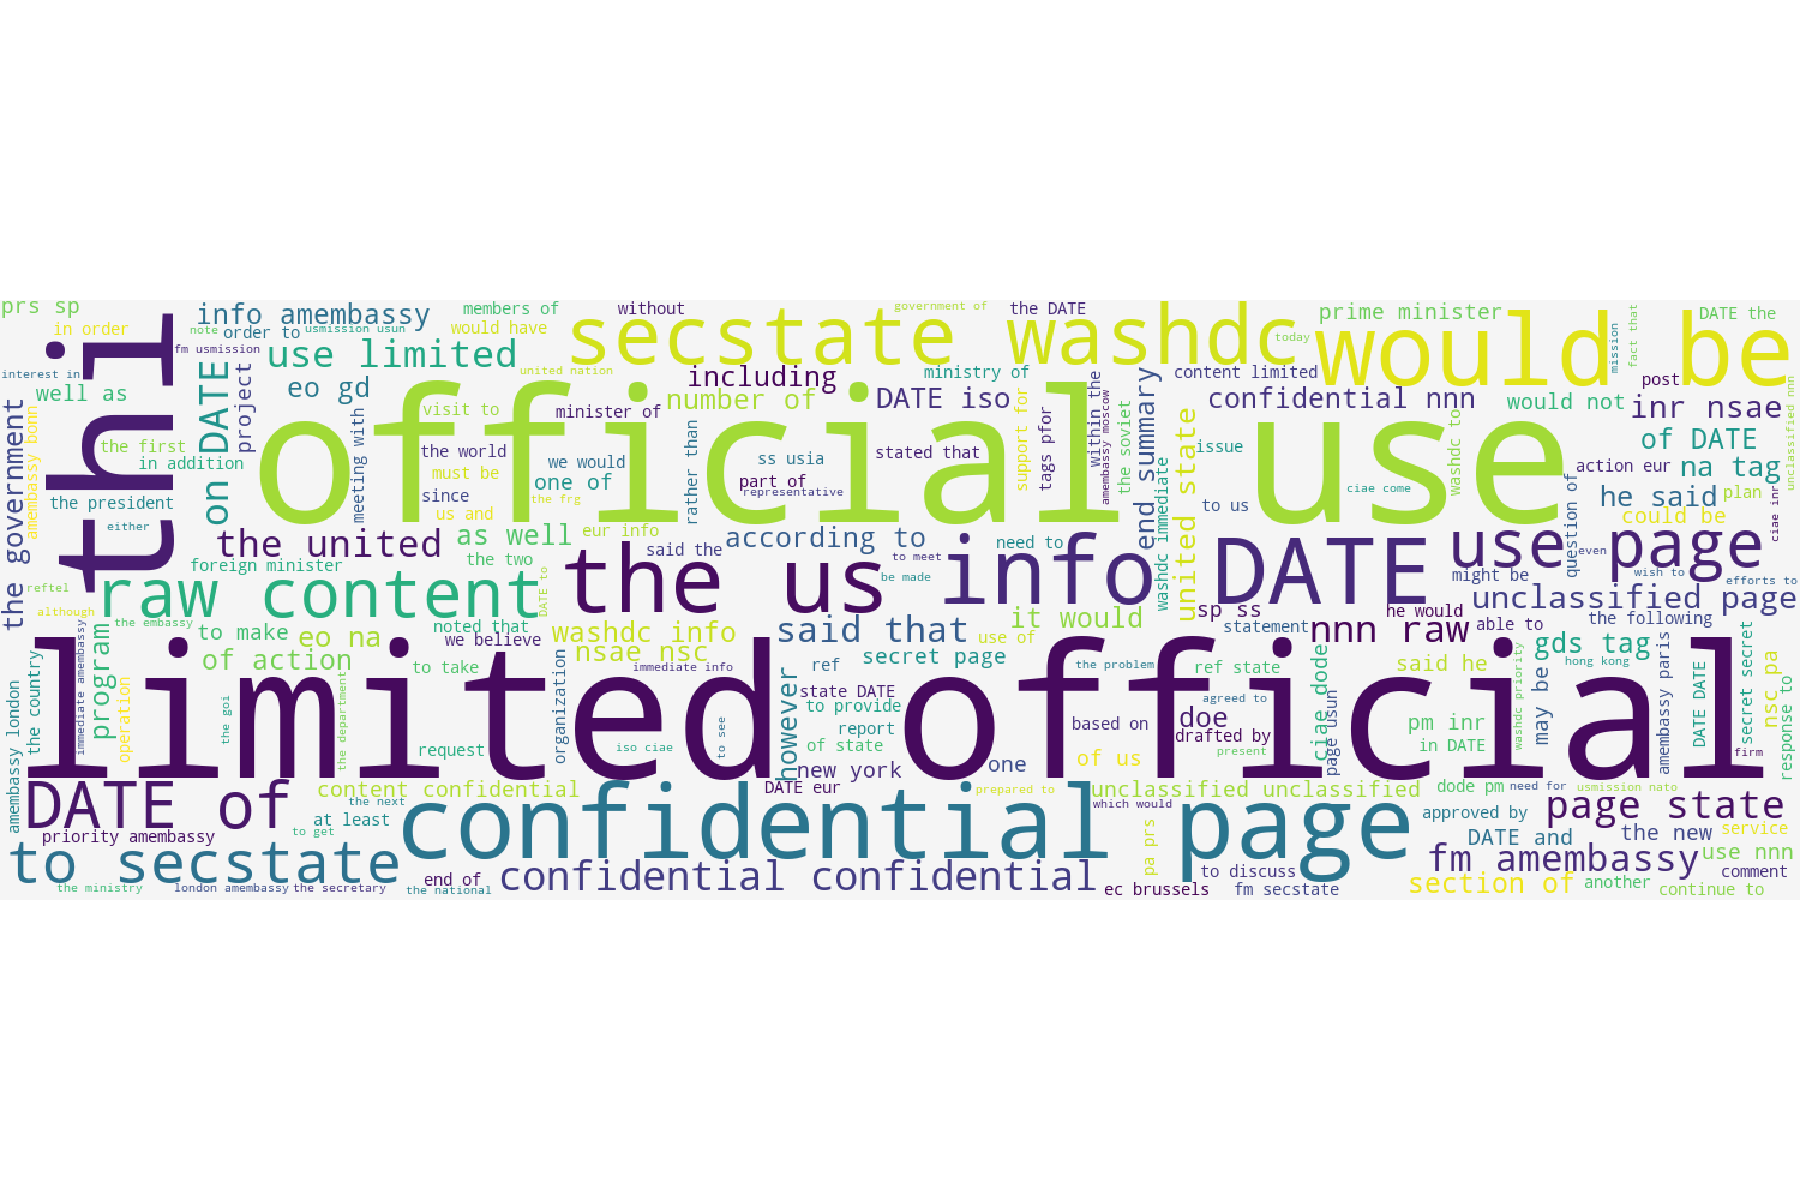 prs sp
info amembassy
members of
without
government of
the DATE
prime minister
fact that
DATE the
in order
note
order to
usmission usun
would have
secstate washdc
today
would be
mission
thi
fm usmission
use limited
united nation
including
ministry of
content limited
post
interest in
well as
on DATE
project
eo gd
visit to
minister of
number of
DATE iso
within the
end summary
confidential nnn
would not
inr nsae
unclassified nnn
the government
amembassy bonn
official use
support for
tags pfor
amembassy moscow
the soviet
united state
washdc to
of DATE
the first
in addition
meeting with
the world
we would
rather than
ss usia
stated that
issue
action eur
na tag
must be
one of
part of
representative
ciae come
the president
since
the frg
to us
question of
he said
plan
ciae inr
either
us and
could be
the united
as well
eur info
said the
according to
to meet
need to
info DATE
washdc immediate
use page
even
foreign minister
the two
DATE to
the us
be made
might be
wish to
efforts to
reftel
raw content
unclassified page
although
the embassy
noted that
it would
sp ss
he would
able to
the following
program
to make
eo na
we believe
washdc info
said that
use of
statement
nnn raw
immediate amembassy
of action
nsae nsc
secret page
gds tag
amembassy paris
the country
to take
organization
immediate info
however
ref
the problem
ref state
ciae dode
said he
washdc priority
hong kong
secret secret
nsc pa
amembassy london
limited official
operation
the goi
the department
to see
state DATE
agreed to
page usun
may be
DATE DATE
response to
to provide
based on
doe
pm inr
request
iso ciae
report
drafted by
in DATE
of state
present
firm
new york
one
of us
DATE of
content confidential
DATE eur
prepared to
unclassified unclassified
dode pm
need for
usmission nato
the next
confidential page
which would
page state
at least
approved by
priority amembassy
to get
pa prs
DATE and
the new
service
to secstate
fm amembassy
use nnn
end of
confidential confidential
to discuss
comment
the ministry
london amembassy
the secretary
the national
ec brussels
fm secstate
section of
another
continue to